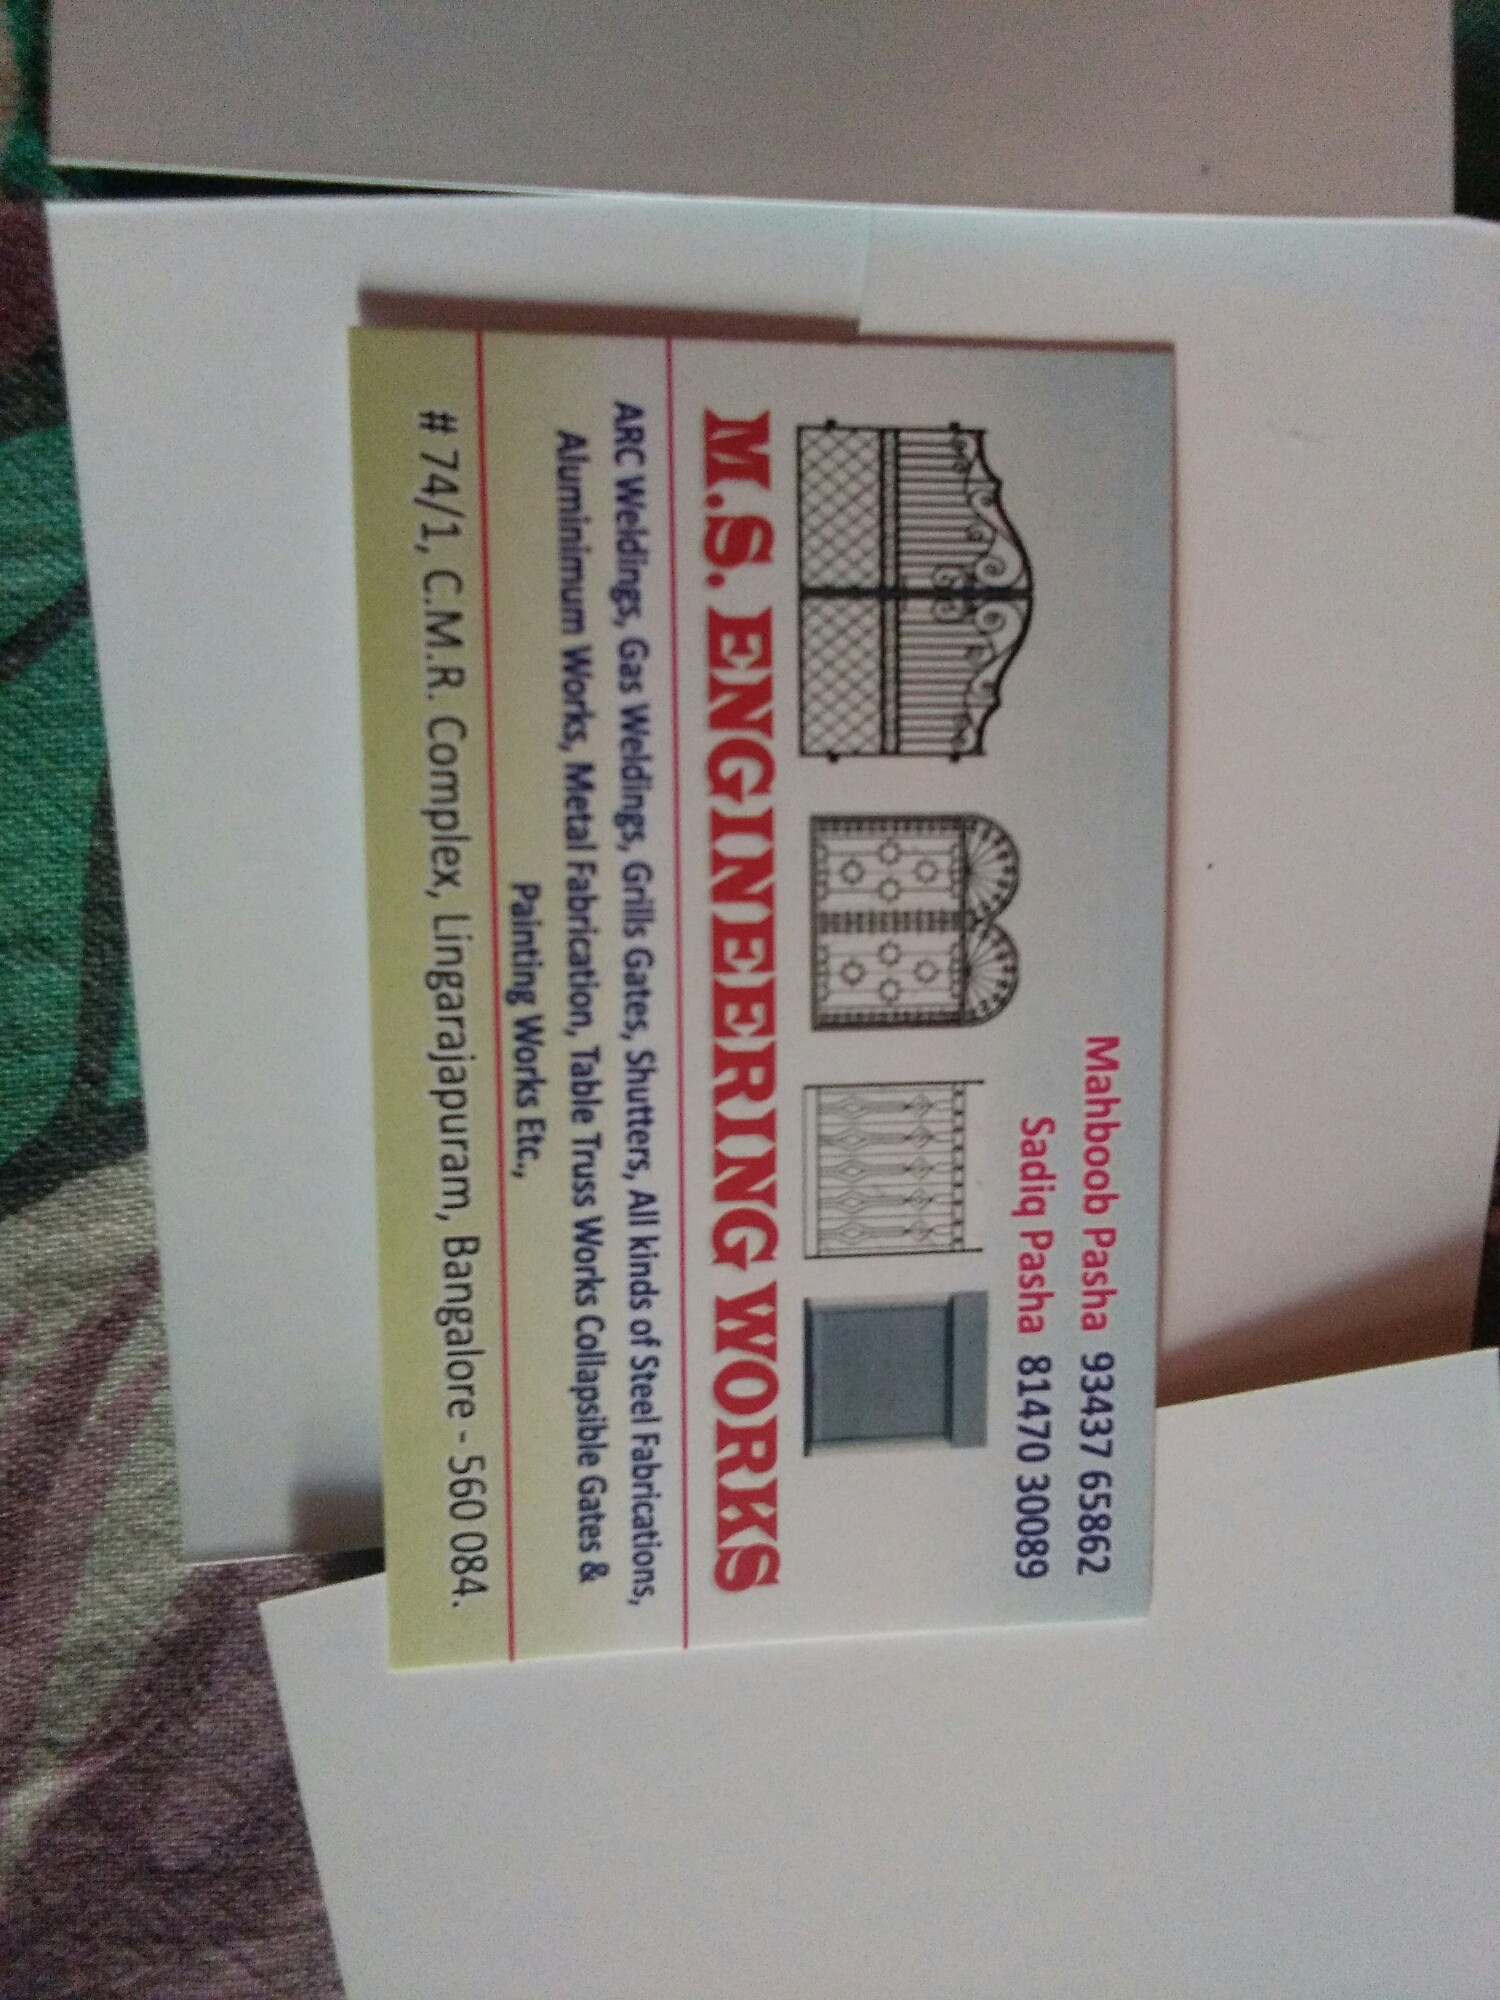 Mahboob Pasha 93437 65862
Sadiq Pasha 81470 30089
M.S. ENGINEERING WORKS
ARC Weldings, Gas Weldings, Grills Gates, Shutters, All kinds of Steel Fabrications,
Aluminimum Works, Metal Fabrication, Table Truss Works Collapsible Gates &
Painting Works Etc.,
# 74/1, C.M.R. Complex, Lingarajapuram, Bangalore - 560 084.